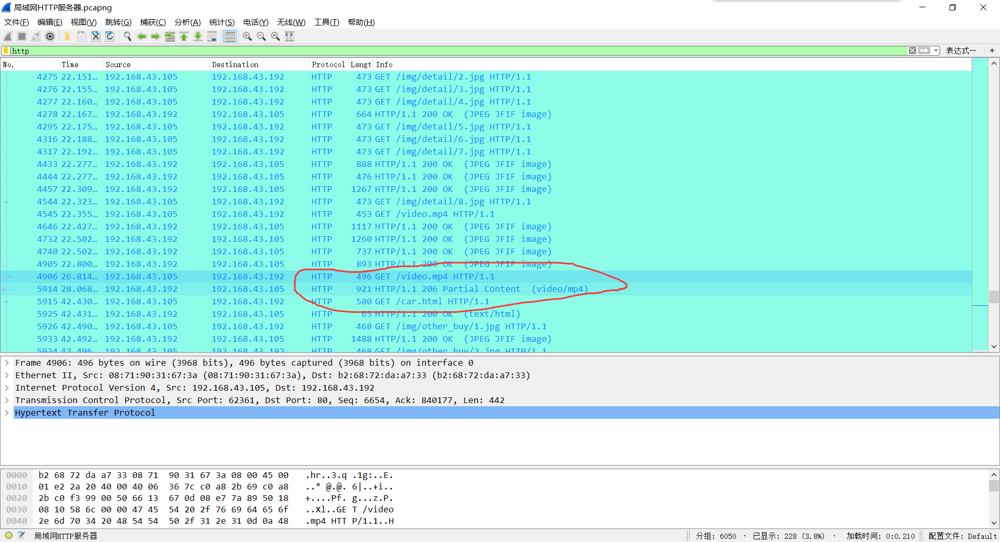 局域网HTTP服务器.pcapng
文件(F) 编辑(E) 视图(V) 跳转(G) 捕获(C) 分析(A) 统计(S) 电话(Y) 无线(W) 工具(T) 帮助(H)
http 表达式… +
No. Time Source Destination Protocol Lengt Info
4275 22.151… 192.168.43.105 192.168.43.192 HTTP 473 GET /img/detail/2.jpg HTTP/1.1
4276 22.155… 192.168.43.105 192.168.43.192 HTTP 473 GET /img/detail/3.jpg HTTP/1.1
4277 22.160… 192.168.43.105 192.168.43.192 HTTP 473 GET /img/detail/4.jpg HTTP/1.1
4278 22.167… 192.168.43.192 192.168.43.105 HTTP 664 HTTP/1.1 200 OK (JPEG JFIF image)
4295 22.175… 192.168.43.105 192.168.43.192 HTTP 473 GET /img/detail/5.jpg HTTP/1.1
4316 22.188… 192.168.43.105 192.168.43.192 HTTP 473 GET /img/detail/6.jpg HTTP/1.1
4317 22.192… 192.168.43.105 192.168.43.192 HTTP 473 GET /img/detail/7.jpg HTTP/1.1
4433 22.277… 192.168.43.192 192.168.43.105 HTTP 888 HTTP/1.1 200 OK (JPEG JFIF image)
4444 22.277… 192.168.43.192 192.168.43.105 HTTP 476 HTTP/1.1 200 OK (JPEG JFIF image)
4457 22.309… 192.168.43.192 192.168.43.105 HTTP 1267 HTTP/1.1 200 OK (JPEG JFIF image)
4544 22.323… 192.168.43.105 192.168.43.192 HTTP 473 GET /img/detail/8.jpg HTTP/1.1
4545 22.355… 192.168.43.105 192.168.43.192 HTTP 453 GET /video.mp4 HTTP/1.1
4646 22.427… 192.168.43.192 192.168.43.105 HTTP 1117 HTTP/1.1 200 OK (JPEG JFIF image)
4732 22.502… 192.168.43.192 192.168.43.105 HTTP 1260 HTTP/1.1 200 OK (JPEG JFIF image)
4740 22.502… 192.168.43.192 192.168.43.105 HTTP 737 HTTP/1.1 200 OK (JPEG JFIF image)
4905 22.800… 192.168.43.192 192.168.43.105 HTTP 893 HTTP/1.1 200 OK (JPEG JFIF image)
4906 26.814… 192.168.43.105 192.168.43.192 HTTP 496 GET /video.mp4 HTTP/1.1
5914 28.068… 192.168.43.192 192.168.43.105 HTTP 921 HTTP/1.1 206 Partial Content (video/mp4)
5915 42.430… 192.168.43.105 192.168.43.192 HTTP 580 GET /car.html HTTP/1.1
5925 42.431… 192.168.43.192 192.168.43.105 HTTP 65 HTTP/1.1 200 OK (text/html)
5926 42.490… 192.168.43.105 192.168.43.192 HTTP 468 GET /img/other_buy/1.jpg HTTP/1.1
5933 42.492… 192.168.43.192 192.168.43.105 HTTP 1488 HTTP/1.1 200 OK (JPEG JFIF image)
5934 42.496… 192.168.43.105 192.168.43.192 HTTP 468 GET /img/other_buy/2.jpg HTTP/1.1
Frame 4906: 496 bytes on wire (3968 bits), 496 bytes captured (3968 bits) on interface 0
Ethernet II, Src: 08:71:90:31:67:3a (08:71:90:31:67:3a), Dst: b2:68:72:da:a7:33 (b2:68:72:da:a7:33)
Internet Protocol Version 4, Src: 192.168.43.105, Dst: 192.168.43.192
Transmission Control Protocol, Src Port: 62361, Dst Port: 80, Seq: 6654, Ack: 840177, Len: 442
Hypertext Transfer Protocol
0000 b2 68 72 da a7 33 08 71 90 31 67 3a 08 00 45 00 .hr..3.q .1g:..E.
0010 01 e2 2a 20 40 00 40 06 36 7c c0 a8 2b 69 c0 a8 ..* @.@. 6|..+i..
0020 2b c0 f3 99 00 50 66 13 67 0d 08 e7 7a 89 50 18 +....Pf. g...z.P.
0030 08 10 58 6c 00 00 47 45 54 20 2f 76 69 64 65 6f ..Xl..GE T /video
0040 2e 6d 70 34 20 48 54 54 50 2f 31 2e 31 0d 0a 48 .mp4 HTT P/1.1..H
局域网HTTP服务器 分组: 6050 · 已显示: 228 (3.8%) · 加载时间: 0:0.210 配置文件: Default